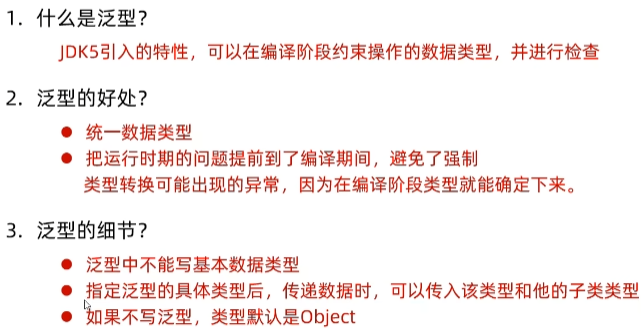 1. 什么是泛型？
JDK5引入的特性，可以在编译阶段约束操作的数据类型，并进行检查
2. 泛型的好处？
● 统一数据类型
● 把运行时期的问题提前到了编译期间，避免了强制
类型转换可能出现的异常，因为在编译阶段类型就能确定下来。
3. 泛型的细节？
● 泛型中不能写基本数据类型
● 指定泛型的具体类型后，传递数据时，可以传入该类型和他的子类类型
● 如果不写泛型，类型默认是Object